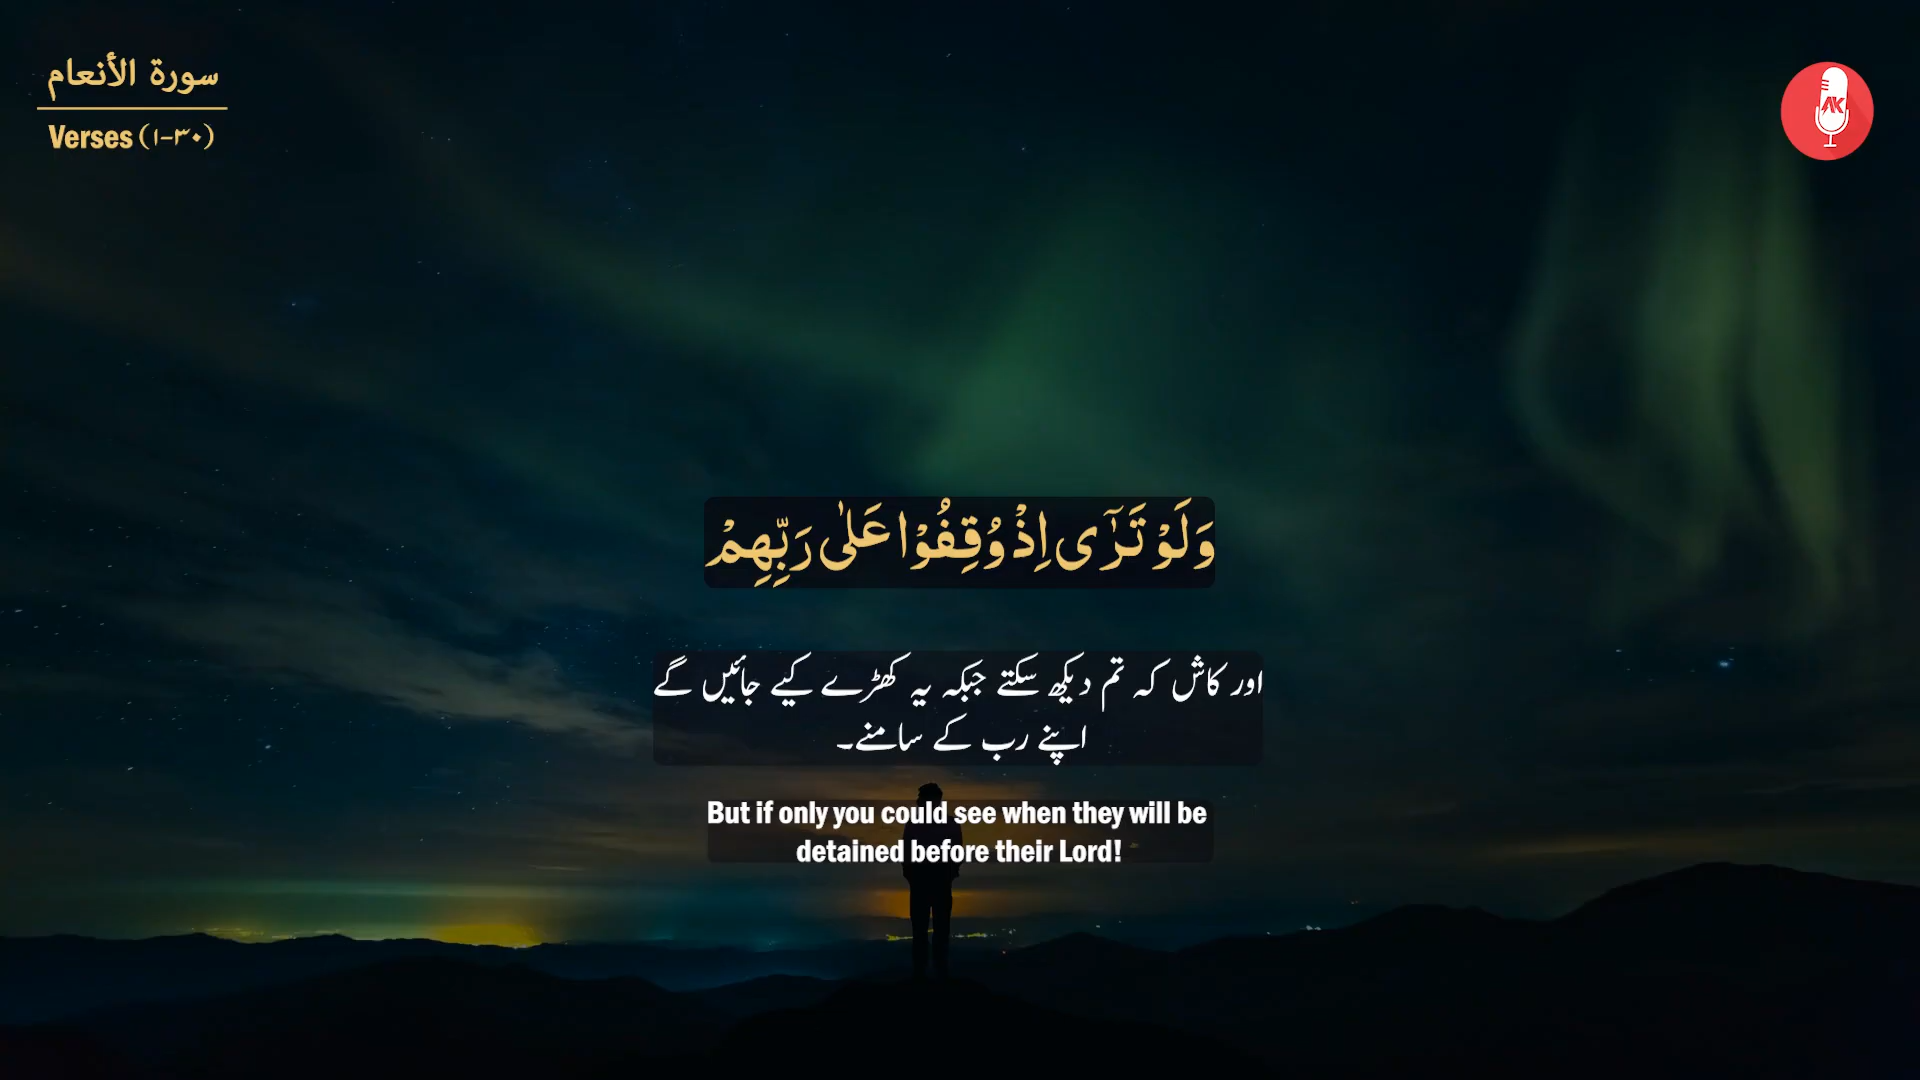 سورة الأنعام
Verses (١-٣٠)
AK
وَلَوْ تَرٰٓى اِذْ وُقِفُوْا عَلٰى رَبِّهِمْ
اور کاش کہ تم دیکھ سکتے جبکہ یہ کھڑے کیے جائیں گے
اپنے رب کے سامنے۔
But if only you could see when they will be
detained before their Lord!